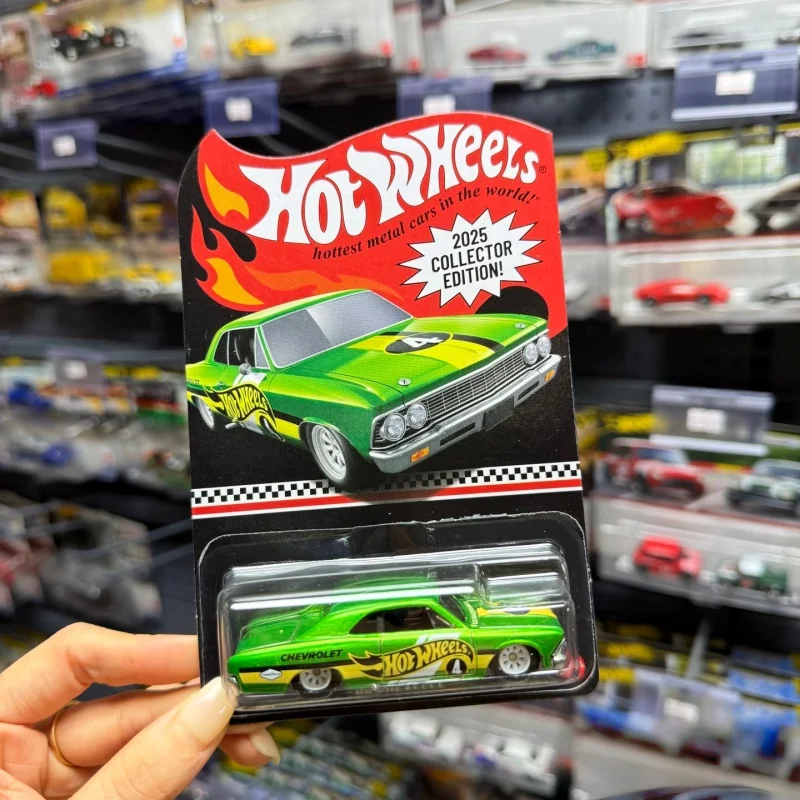 HOT WHEELS®
hottest metal cars in the world!
2025
COLLECTOR
EDITION!
4
HOT WHEELS
CHEVROLET
HOT WHEELS
4